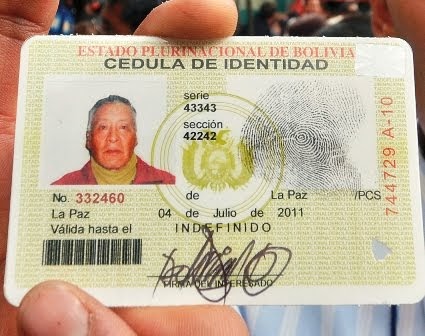 ESTADO PLURINACIONAL DE BOLIVIA
CEDULA DE IDENTIDAD
serie
43343
sección
42242
No. 332460 de La Paz /PCS
La Paz 04 de Julio de 2011
Válida hasta el INDEFINIDO
FIRMA DEL INTERESADO
744729 A-10